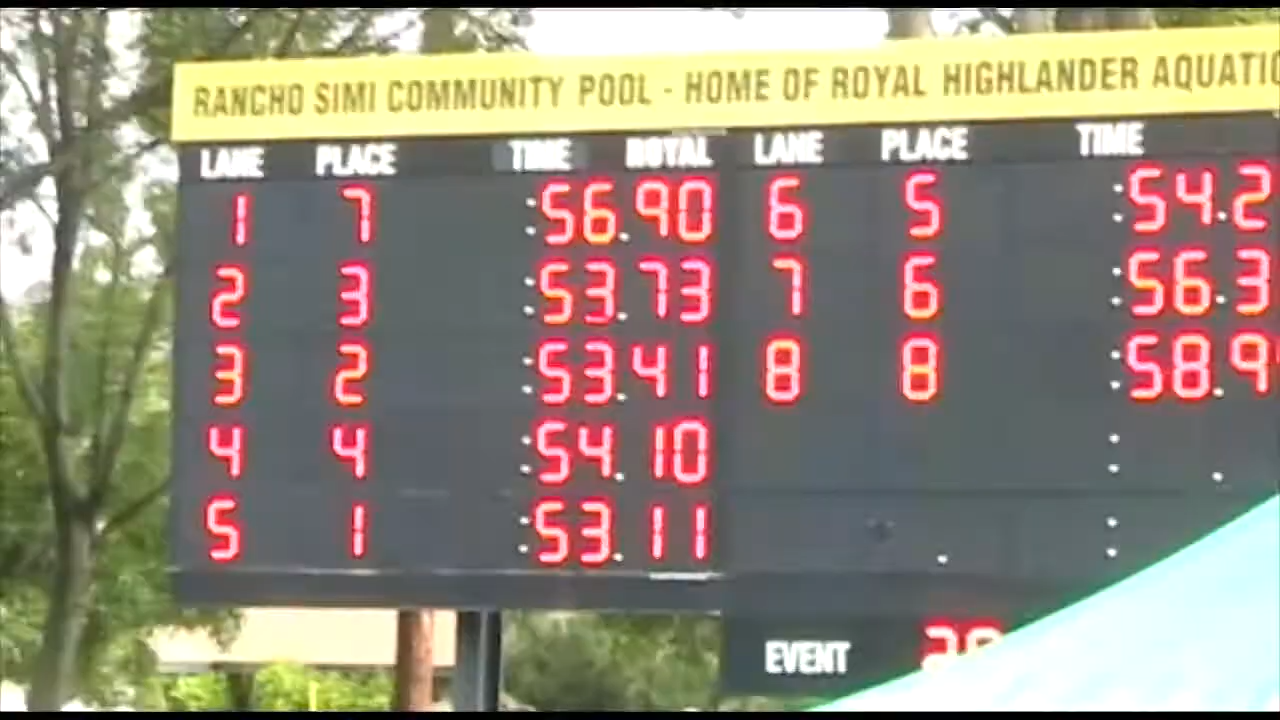 RANCHO SIMI COMMUNITY POOL - HOME OF ROYAL HIGHLANDER AQUATIC
LANE PLACE TIME ROYAL LANE PLACE TIME
1 7 :56.90 6 5 :54.2
2 3 :53.73 7 6 :56.3
3 2 :53.41 8 8 :58.9
4 4 :54.10
5 1 :53.11
EVENT